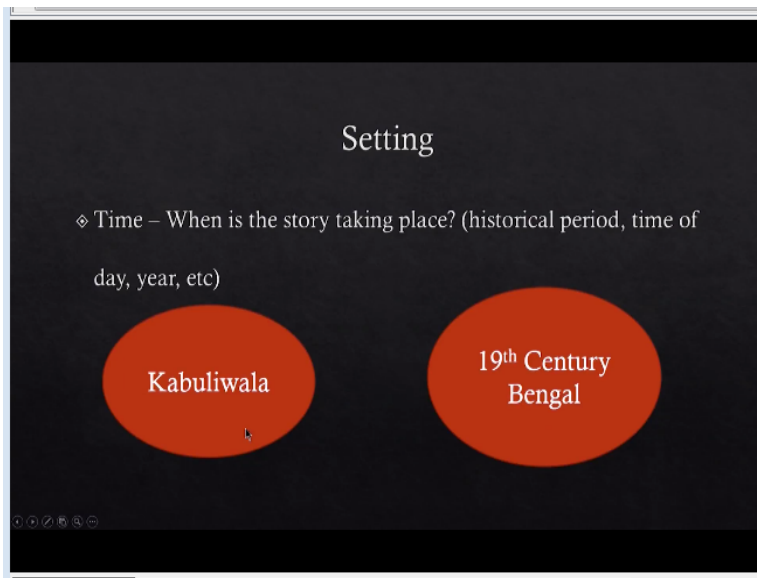 Setting
Time – When is the story taking place? (historical period, time of
day, year, etc)
Kabuliwala
19th Century
Bengal